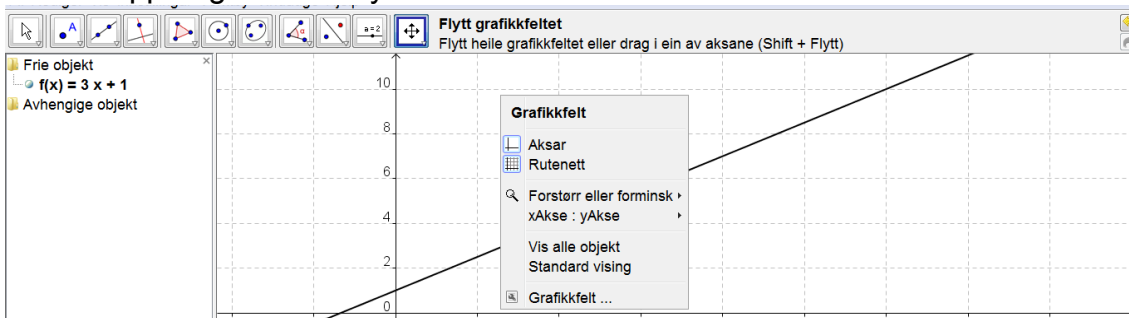 Flytt grafikkfeltet
Flytt heile grafikkfeltet eller drag i ein av aksane (Shift + Flytt)
A
α
a=2
Frie objekt
f(x) = 3 x + 1
Avhengige objekt
10
8
6
4
2
0
Grafikkfelt
Aksar
Rutenett
Forstørr eller forminsk
xAkse : yAkse
Vis alle objekt
Standard vising
Grafikkfelt ...